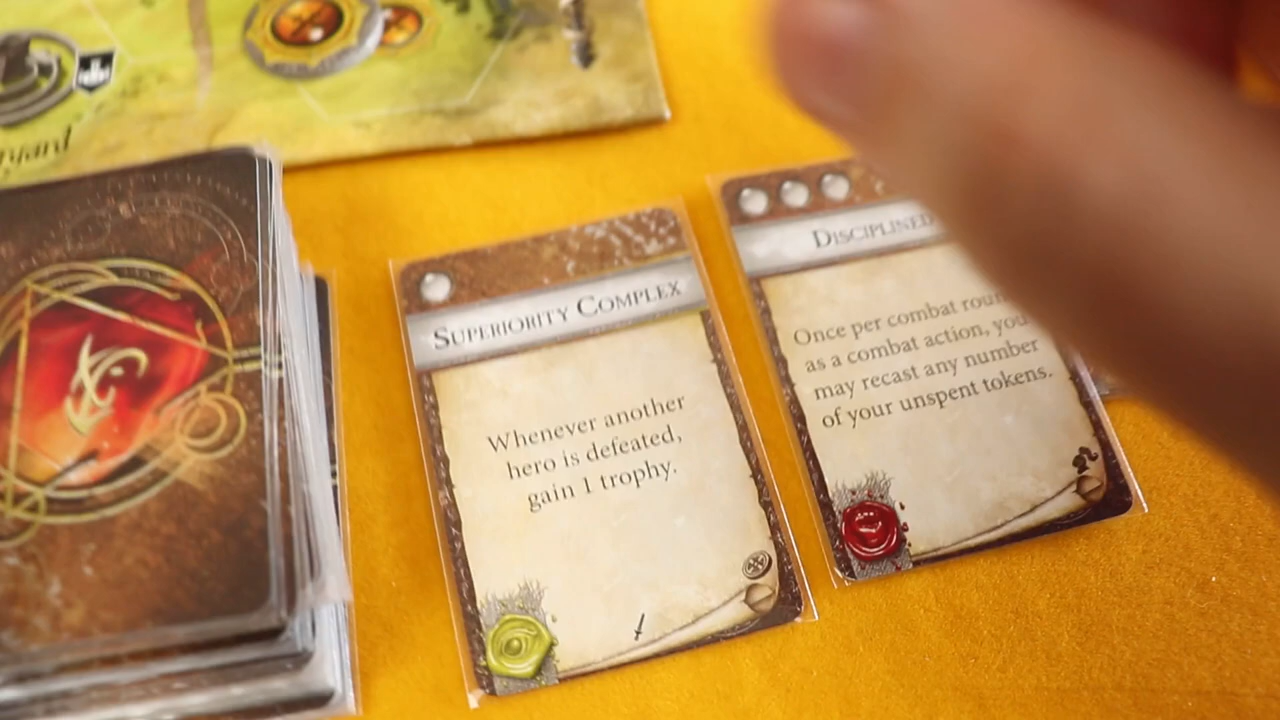 SUPERIORITY COMPLEX
Whenever another
hero is defeated,
gain 1 trophy.
DISCIPLINED
Once per combat
as a combat action, you
may recast any number
of your unspent tokens.